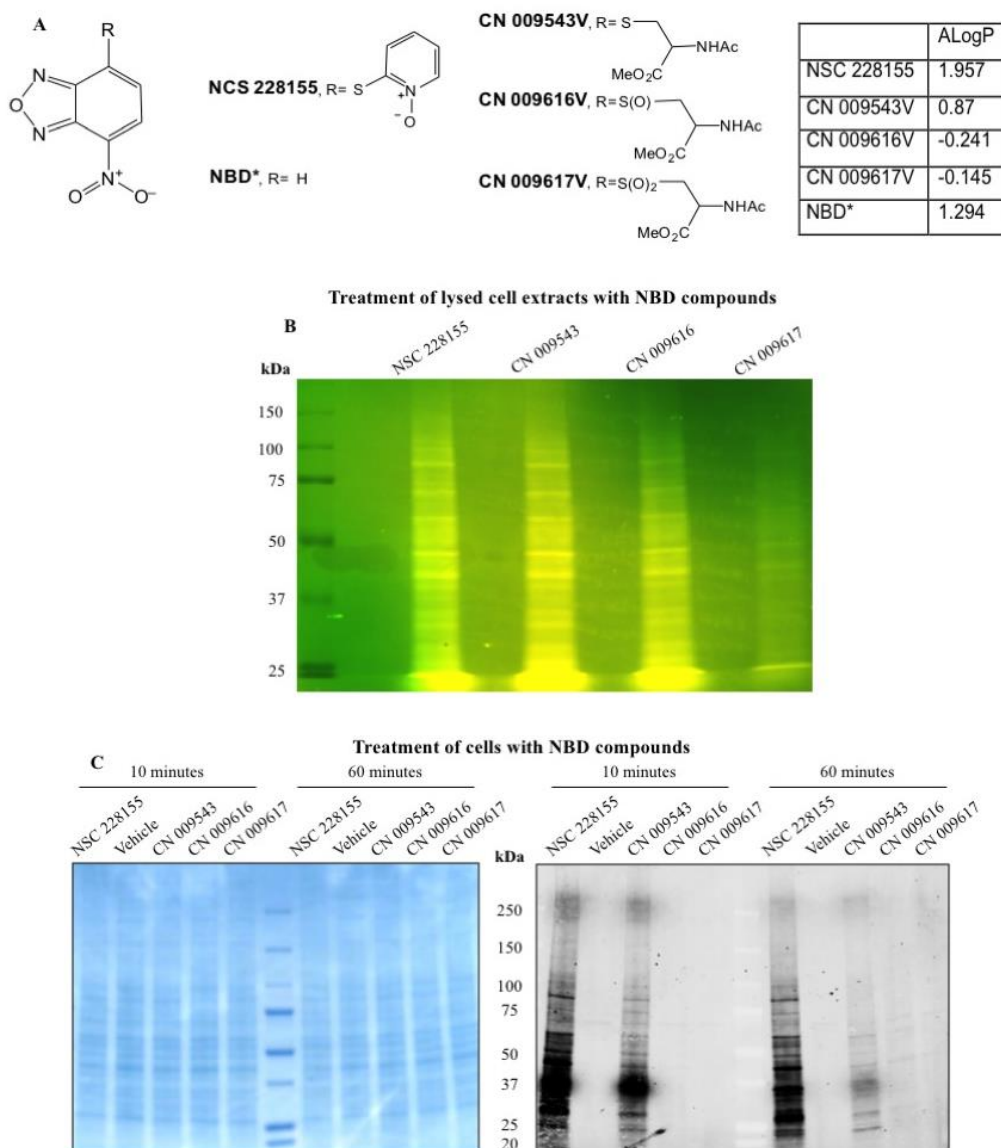 A
R
N
O
N
N⁺
O
O⁻
NCS 228155, R= S
N⁺
⁻O
NBD*, R= H
CN 009543V, R= S
NHAc
MeO₂C
CN 009616V, R=S(O)
NHAc
MeO₂C
CN 009617V, R=S(O)₂
NHAc
MeO₂C
ALogP
NSC 228155 1.957
CN 009543V 0.87
CN 009616V -0.241
CN 009617V -0.145
NBD* 1.294
Treatment of lysed cell extracts with NBD compounds
B
NSC 228155 CN 009543 CN 009616 CN 009617
kDa
150
100
75
50
37
25
Treatment of cells with NBD compounds
C
10 minutes 60 minutes 10 minutes 60 minutes
NSC 228155 Vehicle CN 009543 CN 009616 CN 009617 NSC 228155 Vehicle CN 009543 CN 009616 CN 009617 NSC 228155 Vehicle CN 009543 CN 009616 CN 009617 NSC 228155 Vehicle CN 009543 CN 009616 CN 009617
kDa
250
150
100
75
50
37
25
20